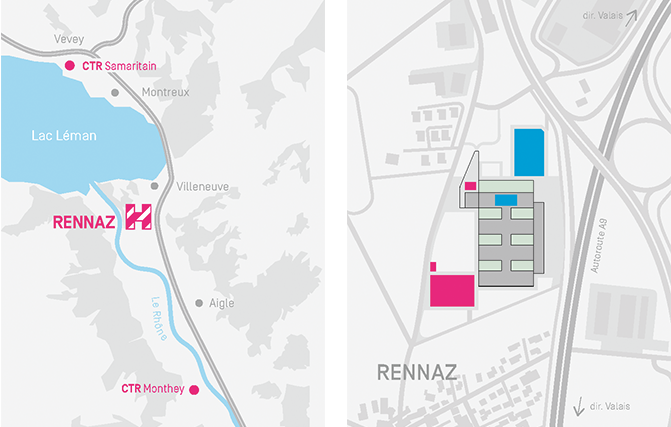 Vevey
CTR Samaritain
Montreux
Lac Léman
Villeneuve
RENNAZ
Aigle
Le Rhône
CTR Monthey
dir. Valais
Autoroute A9
RENNAZ
dir. Valais